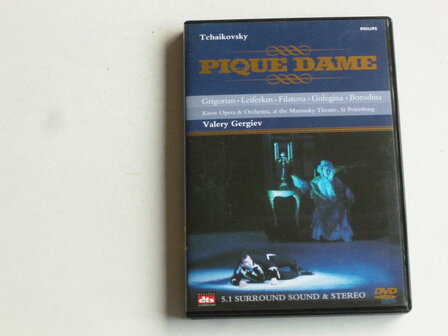 Tchaikovsky PHILIPS
PIQUE DAME
Grigorian • Leiferkus • Filatova • Gulegina • Borodina
Kirov Opera & Orchestra, at the Mariinsky Theatre, St Petersburg
Valery Gergiev
dts 5.1 SURROUND SOUND & STEREO DVD